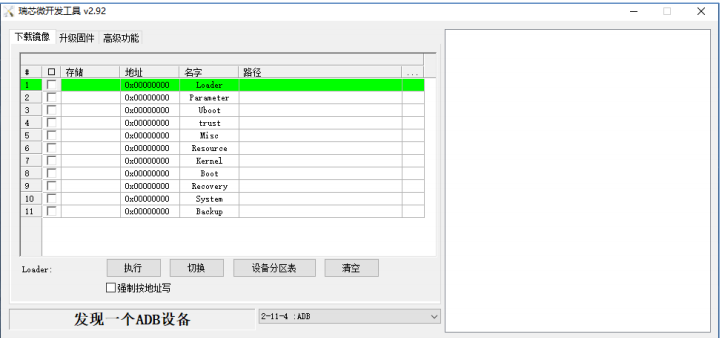 瑞芯微开发工具 v2.92
下载镜像 升级固件 高级功能
# 存储 地址 名字 路径 ...
1 0x00000000 Loader
2 0x00000000 Parameter
3 0x00000000 Uboot
4 0x00000000 trust
5 0x00000000 Misc
6 0x00000000 Resource
7 0x00000000 Kernel
8 0x00000000 Boot
9 0x00000000 Recovery
10 0x00000000 System
11 0x00000000 Backup
Loader: 执行 切换 设备分区表 清空
强制按地址写
发现一个ADB设备 2-11-4 :ADB